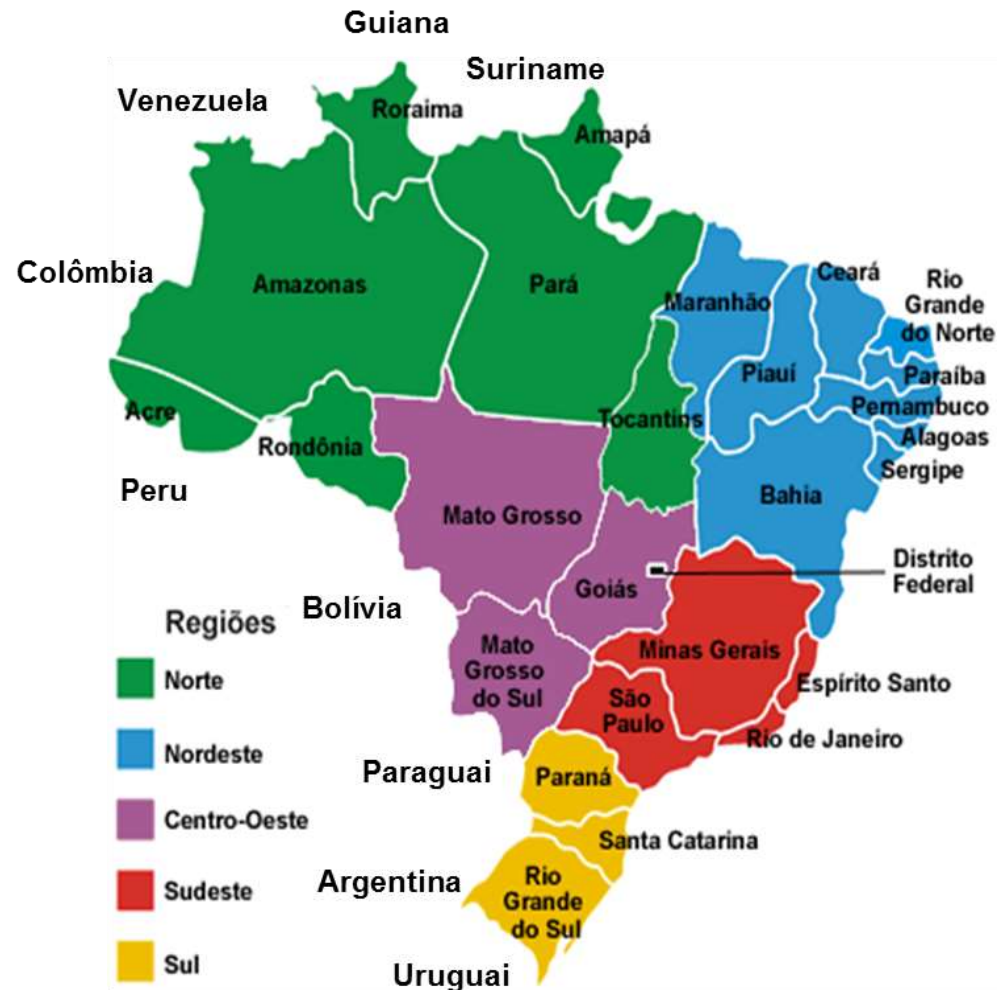 Guiana
Suriname
Venezuela
Roraima
Amapá
Colômbia
Amazonas
Pará
Maranhão
Ceará
Rio
Grande
do Norte
Piauí
Paraíba
Pernambuco
Acre
Tocantins
Alagoas
Rondônia
Sergipe
Peru
Bahia
Mato Grosso
Distrito
Federal
Goiás
Bolívia
Regiões
Mato
Grosso
do Sul
Minas Gerais
Norte
Espírito Santo
São
Paulo
Rio de Janeiro
Nordeste
Paraguai
Paraná
Centro-Oeste
Santa Catarina
Argentina
Sudeste
Rio
Grande
do Sul
Sul
Uruguai